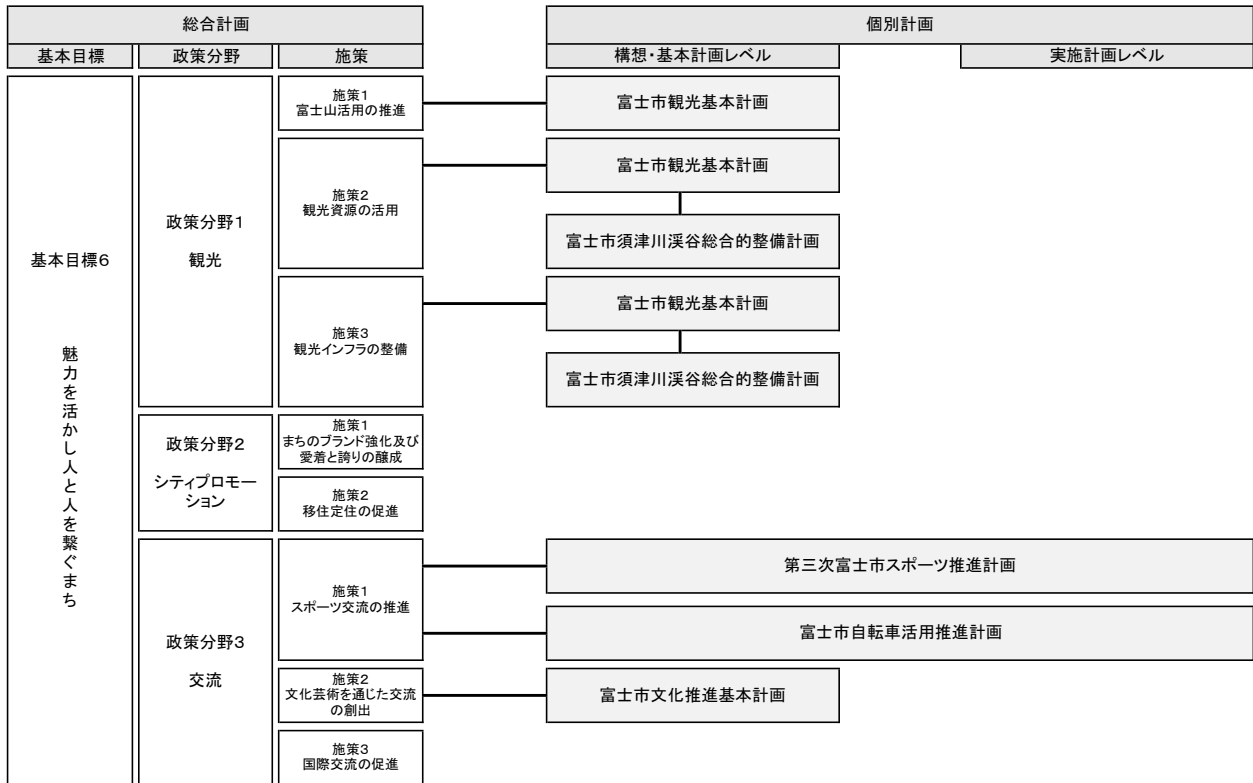 総合計画
個別計画
基本目標
政策分野
施策
構想・基本計画レベル
実施計画レベル
基本目標6
魅力を活かし人と人を繋ぐまち
政策分野1
観光
施策1
富士山活用の推進
富士市観光基本計画
施策2
観光資源の活用
富士市観光基本計画
富士市須津川渓谷総合的整備計画
施策3
観光インフラの整備
富士市観光基本計画
富士市須津川渓谷総合的整備計画
政策分野2
シティプロモー
ション
施策1
まちのブランド強化及び
愛着と誇りの醸成
施策2
移住定住の促進
政策分野3
交流
施策1
スポーツ交流の推進
第三次富士市スポーツ推進計画
富士市自転車活用推進計画
施策2
文化芸術を通じた交流
の創出
富士市文化推進基本計画
施策3
国際交流の促進